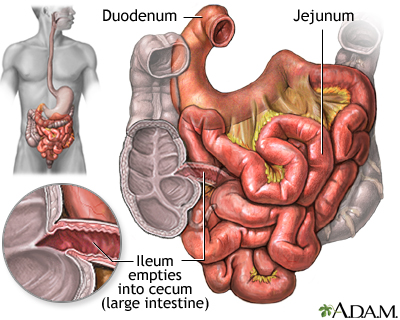 Duodenum
Jejunum
Ileum
empties
into cecum
(large intestine)
A.D.A.M.